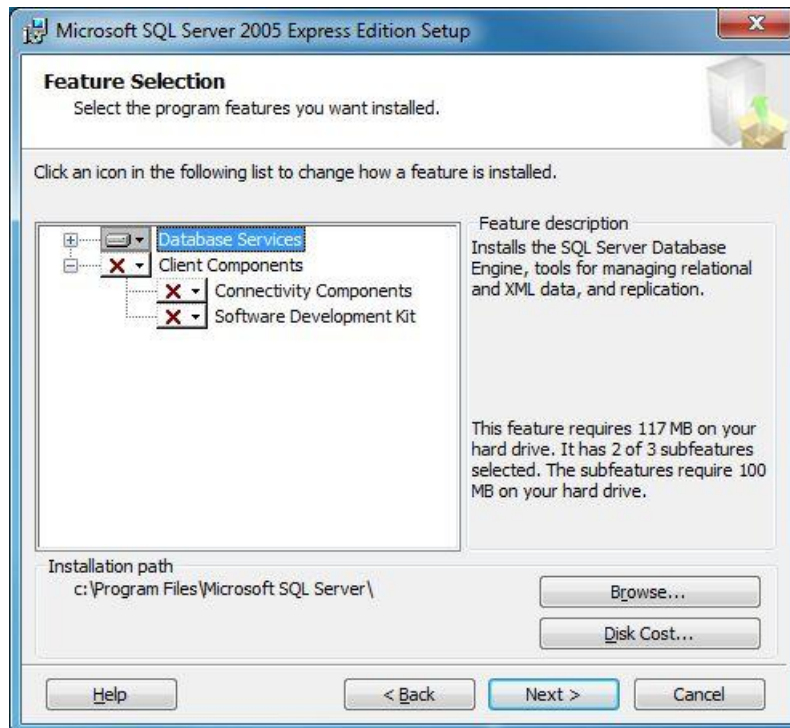 Microsoft SQL Server 2005 Express Edition Setup
Feature Selection
Select the program features you want installed.
Click an icon in the following list to change how a feature is installed.
Database Services
Client Components
Connectivity Components
Software Development Kit
Feature description
Installs the SQL Server Database
Engine, tools for managing relational
and XML data, and replication.
This feature requires 117 MB on your
hard drive. It has 2 of 3 subfeatures
selected. The subfeatures require 100
MB on your hard drive.
Installation path
c:\Program Files\Microsoft SQL Server\
Browse...
Disk Cost...
Help
< Back
Next >
Cancel